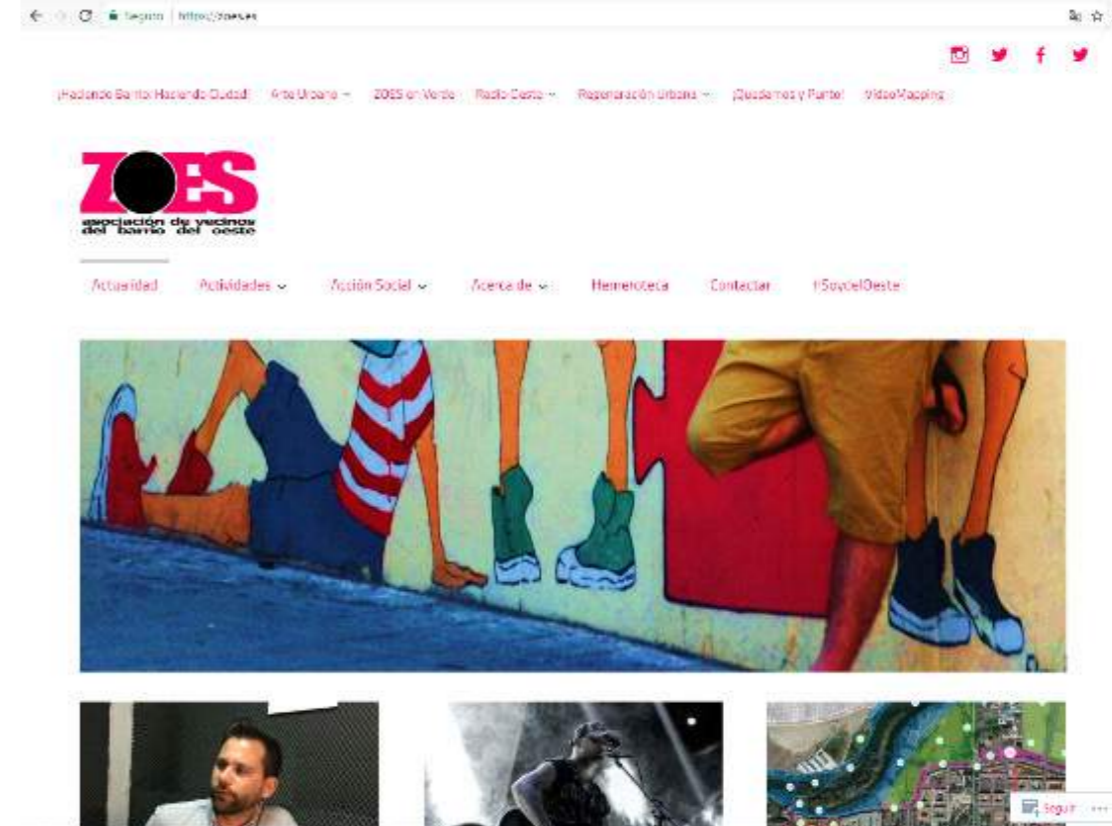 Seguro | https://zoes.es
¡Haciendo Barrio, Haciendo Ciudad! Arte Urbano ZOES en Verde Radio Oeste Regeneración Urbana ¡Quedamos y Punto! VideoMapping
ZOES
asociación de vecinos
del barrio del oeste
Actualidad Actividades Acción Social Acerca de Hemeroteca Contactar #SoydelOeste
Seguir